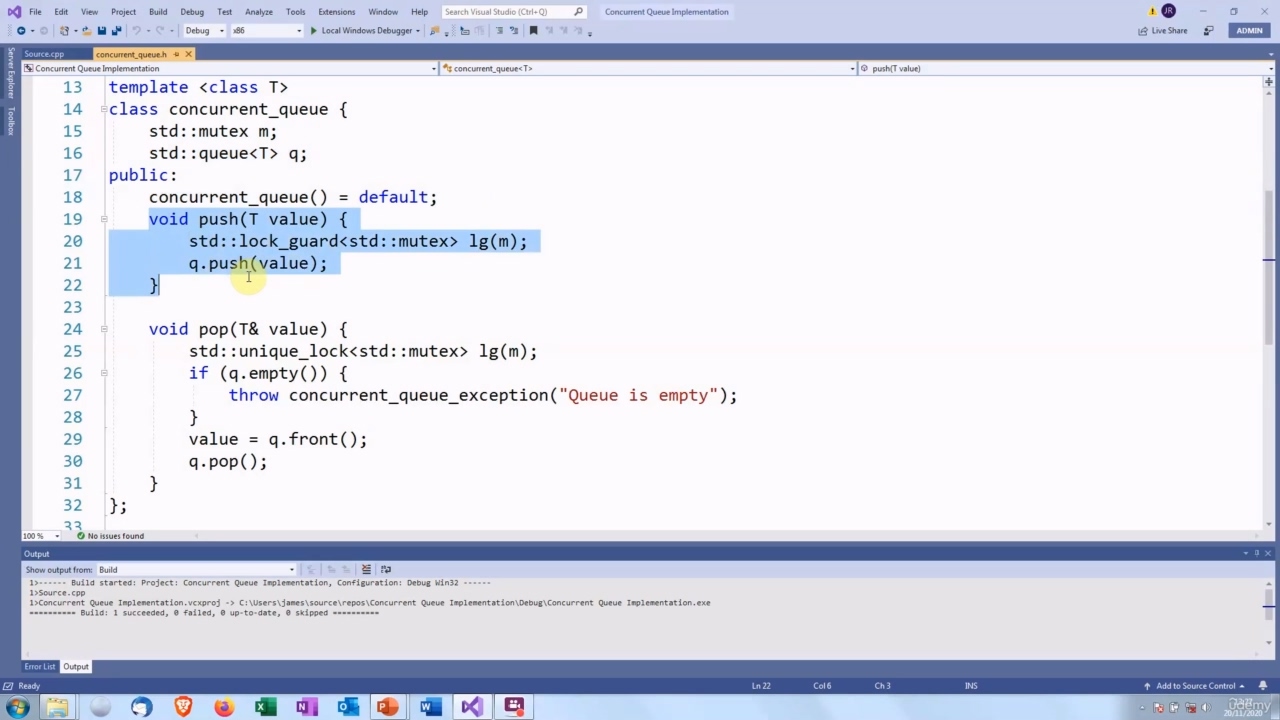 File Edit View Project Build Debug Test Analyze Tools Extensions Window Help Search Visual Studio (Ctrl+Q) Concurrent Queue Implementation JR
Debug x86 Local Windows Debugger Live Share ADMIN
Server Explorer
Toolbox
Source.cpp concurrent_queue.h
Concurrent Queue Implementation concurrent_queue<T> push(T value)
13 template <class T>
14 class concurrent_queue {
15 std::mutex m;
16 std::queue<T> q;
17 public:
18 concurrent_queue() = default;
19 void push(T value) {
20 std::lock_guard<std::mutex> lg(m);
21 q.push(value);
22 }
23
24 void pop(T& value) {
25 std::unique_lock<std::mutex> lg(m);
26 if (q.empty()) {
27 throw concurrent_queue_exception("Queue is empty");
28 }
29 value = q.front();
30 q.pop();
31 }
32 };
33
100 % No issues found
Output
Show output from: Build
1>------ Build started: Project: Concurrent Queue Implementation, Configuration: Debug Win32 ------
1>Source.cpp
1>Concurrent Queue Implementation.vcxproj -> C:\Users\james\source\repos\Concurrent Queue Implementation\Debug\Concurrent Queue Implementation.exe
========== Build: 1 succeeded, 0 failed, 0 up-to-date, 0 skipped ==========
Error List Output
Ready Ln 22 Col 6 Ch 3 INS Add to Source Control
udemy
20/11/2020